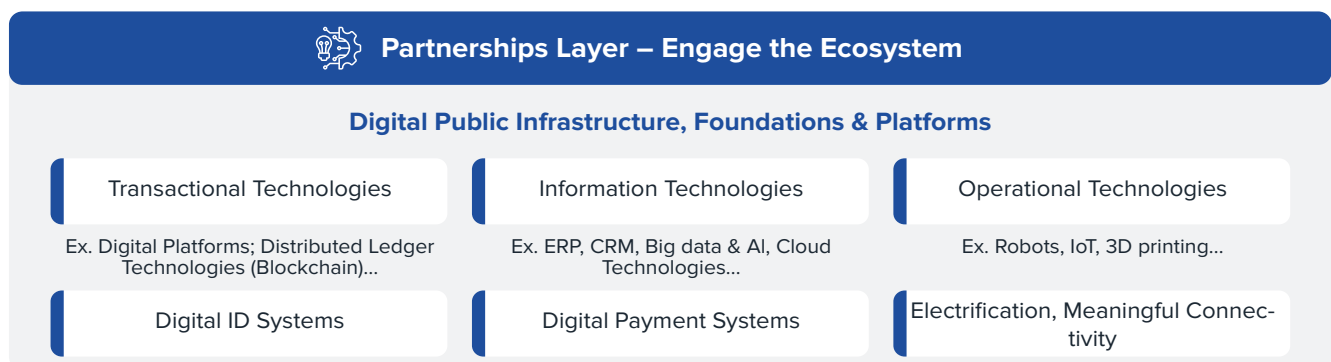 Partnerships Layer – Engage the Ecosystem
Digital Public Infrastructure, Foundations & Platforms
Transactional Technologies
Information Technologies
Operational Technologies
Ex. Digital Platforms; Distributed Ledger
Technologies (Blockchain)...
Ex. ERP, CRM, Big data & AI, Cloud
Technologies...
Ex. Robots, IoT, 3D printing...
Digital ID Systems
Digital Payment Systems
Electrification, Meaningful Connec-
tivity